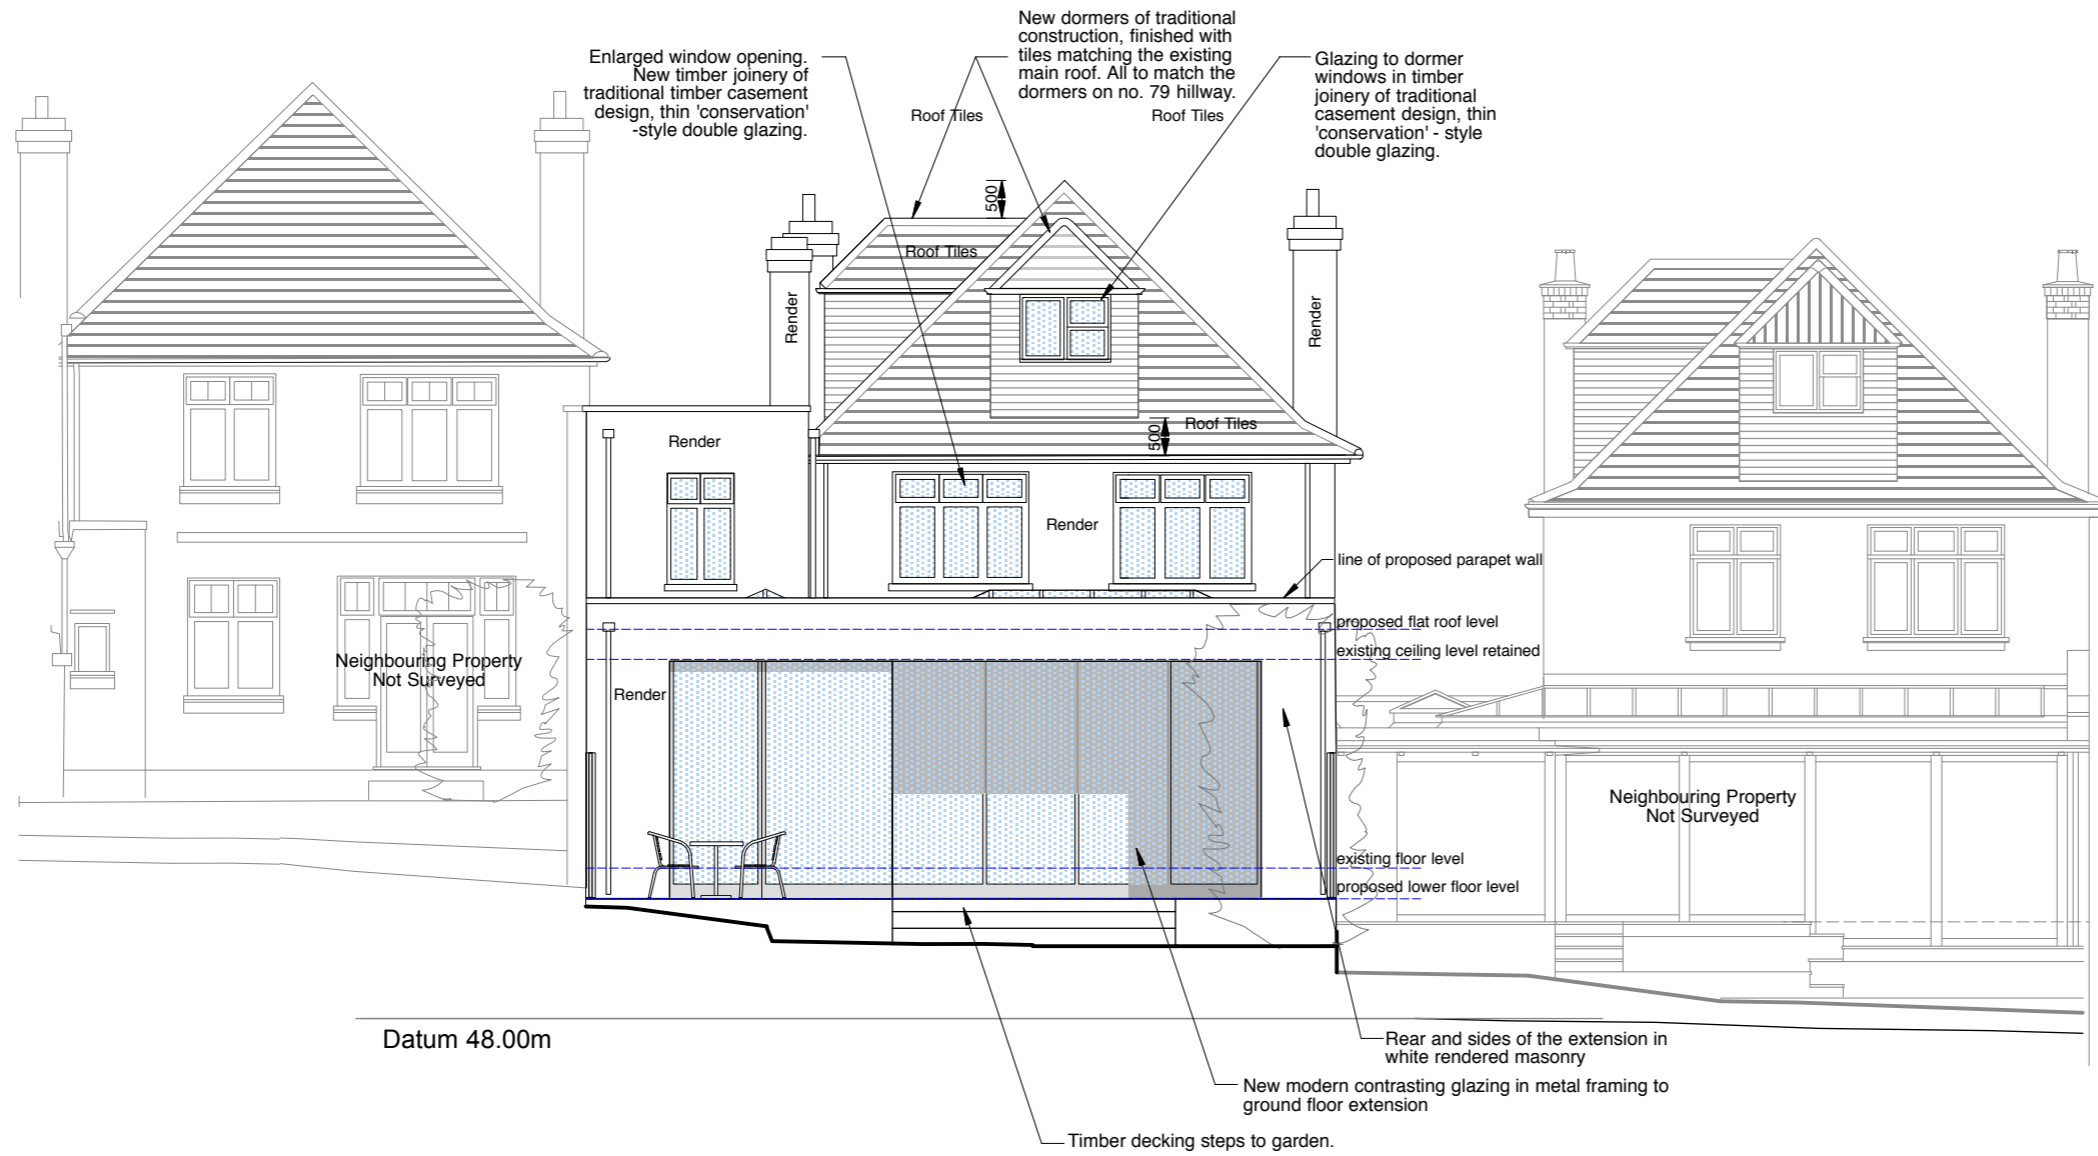 New dormers of traditional
construction, finished with
tiles matching the existing
main roof. All to match the
dormers on no. 79 hillway.
Enlarged window opening.
New timber joinery of
traditional timber casement
design, thin 'conservation'
-style double glazing.
Glazing to dormer
windows in timber
joinery of traditional
casement design, thin
'conservation' - style
double glazing.
Roof Tiles
Roof Tiles
500
Roof Tiles
Render
Render
500
Roof Tiles
Render
Render
line of proposed parapet wall
proposed flat roof level
existing ceiling level retained
Neighbouring Property
Not Surveyed
Render
Neighbouring Property
Not Surveyed
existing floor level
proposed lower floor level
Datum 48.00m
Rear and sides of the extension in
white rendered masonry
New modern contrasting glazing in metal framing to
ground floor extension
Timber decking steps to garden.